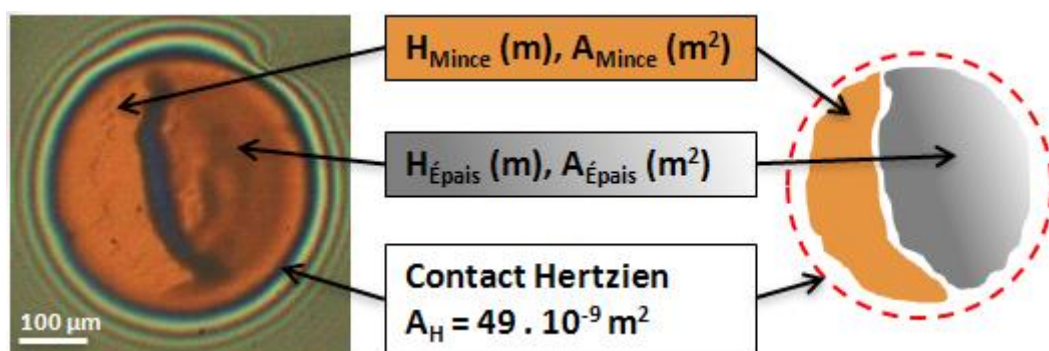 H_Mince (m), A_Mince (m²)
H_Épais (m), A_Épais (m²)
Contact Hertzien
A_H = 49 . 10⁻⁹ m²
100 µm